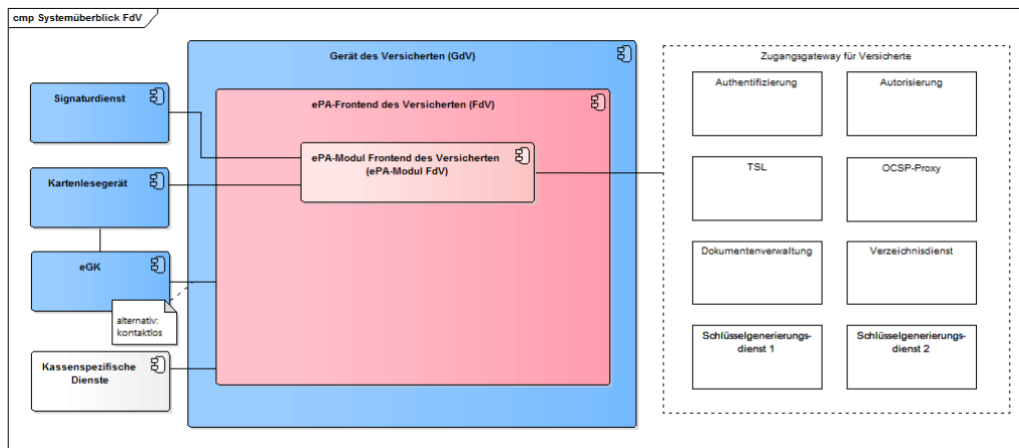 cmp Systemüberblick FdV
Gerät des Versicherten (GdV)
Signaturdienst
Kartenlesegerät
eGK
alternativ:
kontaktlos
Kassenspezifische
Dienste
ePA-Frontend des Versicherten (FdV)
ePA-Modul Frontend des Versicherten
(ePA-Modul FdV)
Zugangsgateway für Versicherte
Authentifizierung
Autorisierung
TSL
OCSP-Proxy
Dokumentenverwaltung
Verzeichnisdienst
Schlüsselgenerierungs-
dienst 1
Schlüsselgenerierungs-
dienst 2